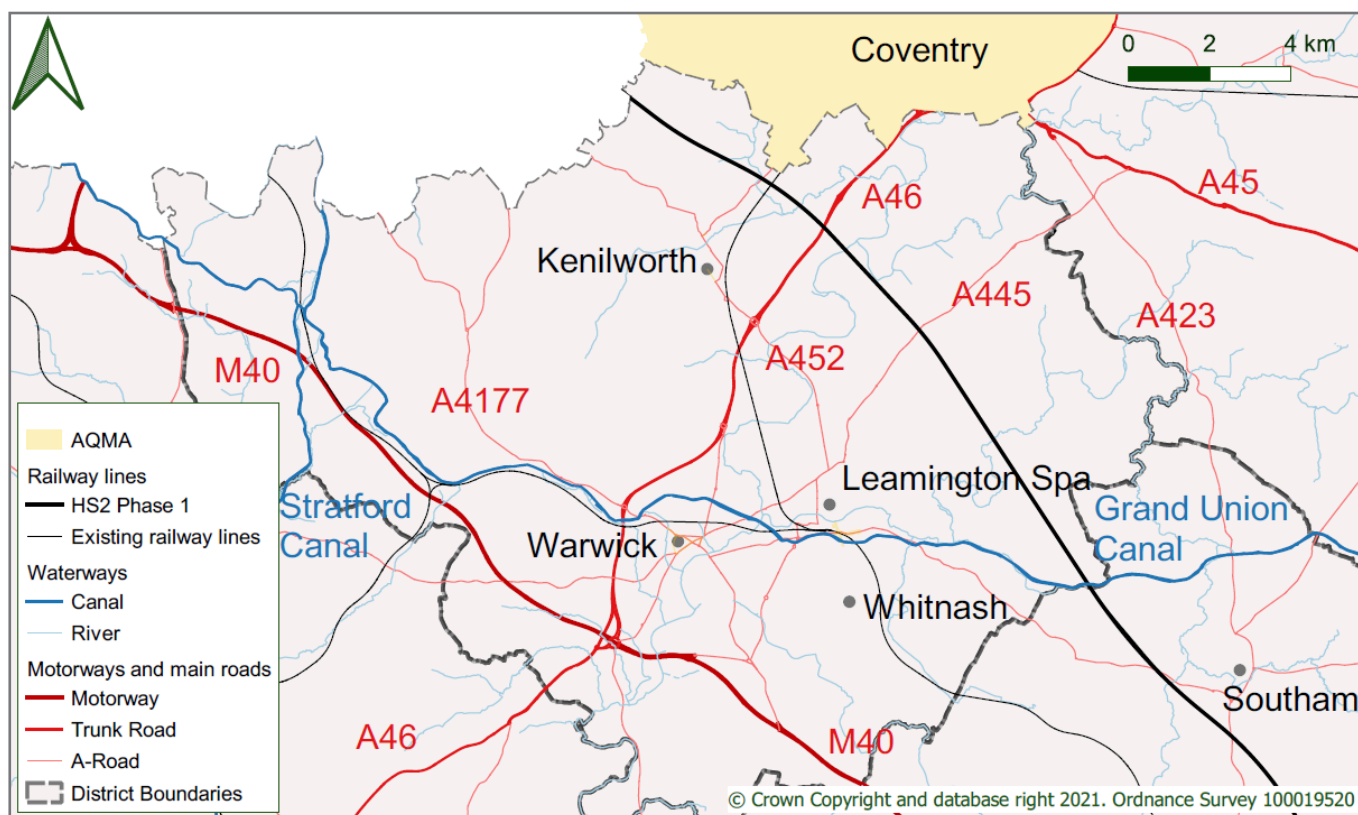 Coventry
0 2 4 km
A46
A45
Kenilworth
A445
A423
M40
A452
A4177
Leamington Spa
Stratford
Canal
Grand Union
Canal
Warwick
Whitnash
Southam
A46
M40
AQMA
Railway lines
HS2 Phase 1
Existing railway lines
Waterways
Canal
River
Motorways and main roads
Motorway
Trunk Road
A-Road
District Boundaries
© Crown Copyright and database right 2021. Ordnance Survey 100019520